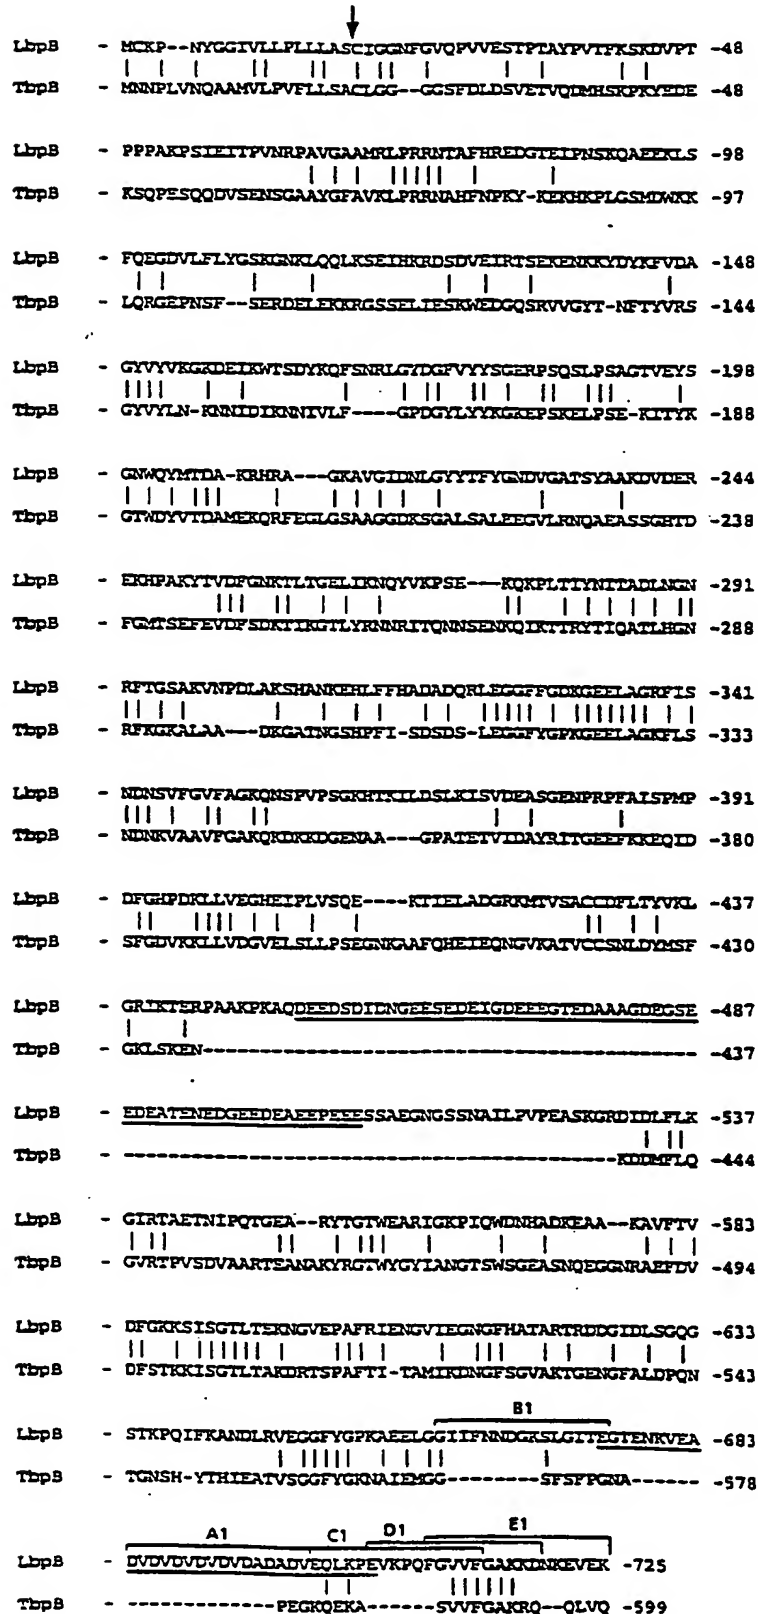 LbpB - MCKP--NYGGIVLLPLLLASCIGGNFGVQPVVESTPTAYPVTFKSKDVPT -48
TbpB - MNNPLVNQAAMVLPVFLLSACLGG--GGSFDLDSVETVQDMHSKPKYEDE -48
LbpB - PPPAKPSIEITPVNRPAVGAAMRLPRRNTAFHREDGTEIPNSKQAEEKLS -98
TbpB - KSQPESQQDVSENSGAAYGFAVKLPRRNAHFNPKY-KEKHKPLGSMDWKK -97
LbpB - FQEGDVLFLYGSKGNKLQQLKSEIHKRDSDVEIRTSEKENKKYDYKFVDA -148
TbpB - LQRGEPNSF--SERDELEKKRGSSELIESKWEDGQSRVVGYT-NFTYVRS -144
LbpB - GYVYVKGKDEIKWTSDYKQFSNRLGYDGFVYYSGERPSQSLPSAGTVEYS -198
TbpB - GYVYLN-KNNIDIKNNIVLF----GPDGYLYYKGKEPSKELPSE-KITYK -188
LbpB - GNWQYMTDA-KRHRA---GKAVGIDNLGYYTFYGNDVGATSYAAKDVDER -244
TbpB - GTWDYVTDAMEKQRFEGLGSAAGGDKSGALSALEEGVLRNQAEASSGHTD -238
LbpB - EKHPAKYTVDFGNKTLTGELIKNQYVKPSE---KQKPLTIYNITADLNGN -291
TbpB - FGMTSEFEVDFSDKTIKGTLYRNNRITQNNSENKQIKTTRYTIQATLHGN -288
LbpB - RFTGSAKVNPDLAKSHANKEHLFFHADADQRLEGGFFGDKGEELAGRFIS -341
TbpB - RFKGKALAA---DKGATNGSHPFI-SDSDS-LEGGFYGPKGEELAGKFLS -333
LbpB - NDNSVFGVFAGKQNSPVPSGKHTKILDSLKISVDEASGENPRPFAISPMP -391
TbpB - NDNKVAAVFGAKQKDKKDGENAA---GPATETVIDAYRITGEEFKKEQID -380
LbpB - DFGHPDKLLVEGHEIPLVSQE----KTIELADGRKMTVSACCDFLTYVKL -437
TbpB - SFGDVKKLLVDGVELSLLPSEGNKAAFQHEIEQNGVKATVCCSNLDYMSF -430
LbpB - GRIKTERPAAKPKAQDEEDSDIDNGEESEDEIGDEEEGTEDAAAGDEGSE -487
TbpB - GKLSKEN------------------------------------------- -437
LbpB - EDEATENEDGEEDEAEEPEEESSAEGNGSSNAILPVPEASKGRDIDLFLK -537
TbpB - -------------------------------------------KDDMFLQ -444
LbpB - GIRTAETNIPQTGEA--RYTGTWEARIGKPIQWDNHADKEAA--KAVFTV -583
TbpB - GVRTPVSDVAARTEANAKYRGTWYGYIANGTSWSGEASNQEGGNRAEFDV -494
LbpB - DFGKKSISGTLTEKNGVEPAFRIENGVIEGNGFHATARTRDDGIDLSGQG -633
TbpB - DFSTKKISGTLTAKDRTSPAFTI-TAMIKDNGFSGVAKTGENGFALDPQN -543
B1
LbpB - STKPQIFKANDLRVEGGFYGPKAEELGGIIFNNDGKSLGITEGTENKVEA -683
TbpB - TGNSH-YTHIEATVSGGFYGKNAIEMGG--------SFSFPGNA------ -578
A1 C1 D1 E1
LbpB - DVDVDVDVDVDADADVEQLKPEVKPQFGVVFGAKKDNKEVEK -725
TbpB - -------------PEGKQEKA------SVVFGAKRQ--QLVQ -599